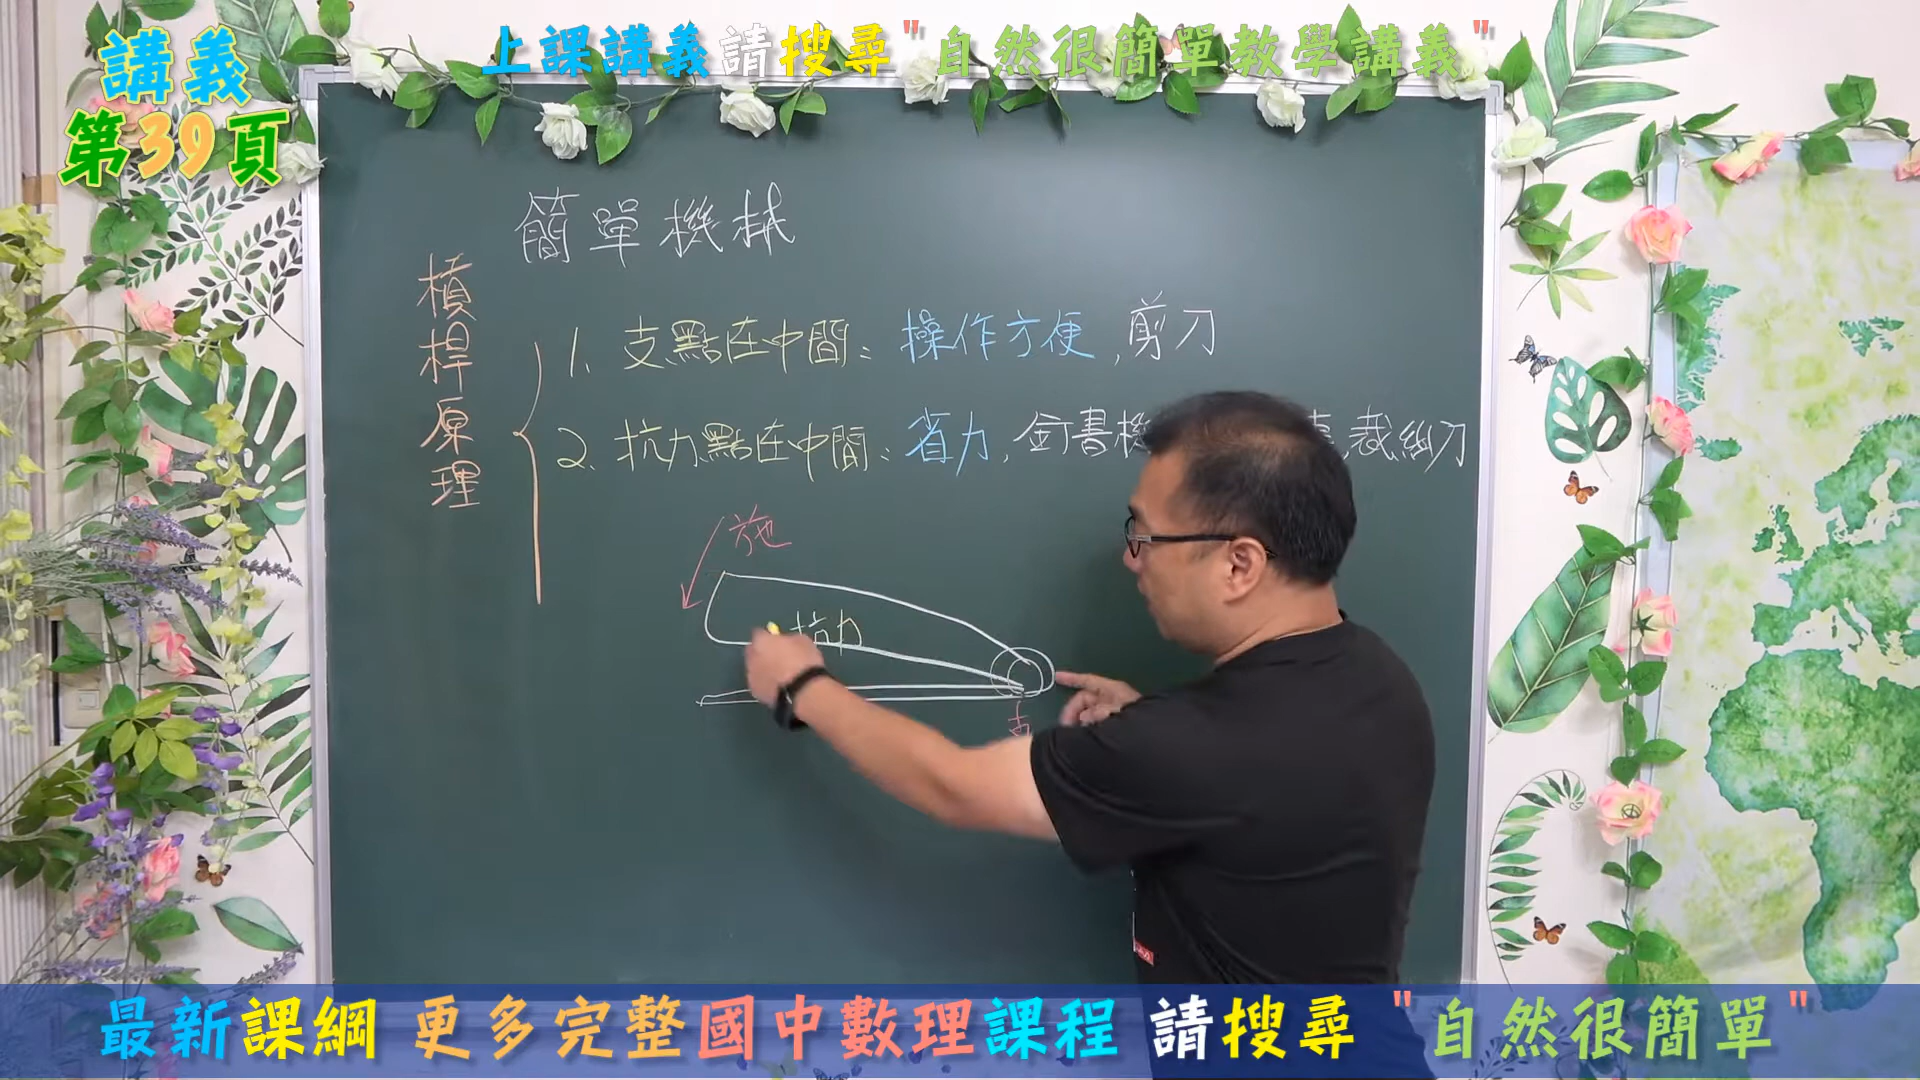 上課講義請搜尋"自然很簡單教學講義"
講義
第39頁
簡單機械
槓桿原理
1. 支點在中間：操作方便，剪刀
2. 抗力點在中間：省力，釘書機
，裁紙刀
施
抗力
支
最新課綱 更多完整國中數理課程 請搜尋"自然很簡單"